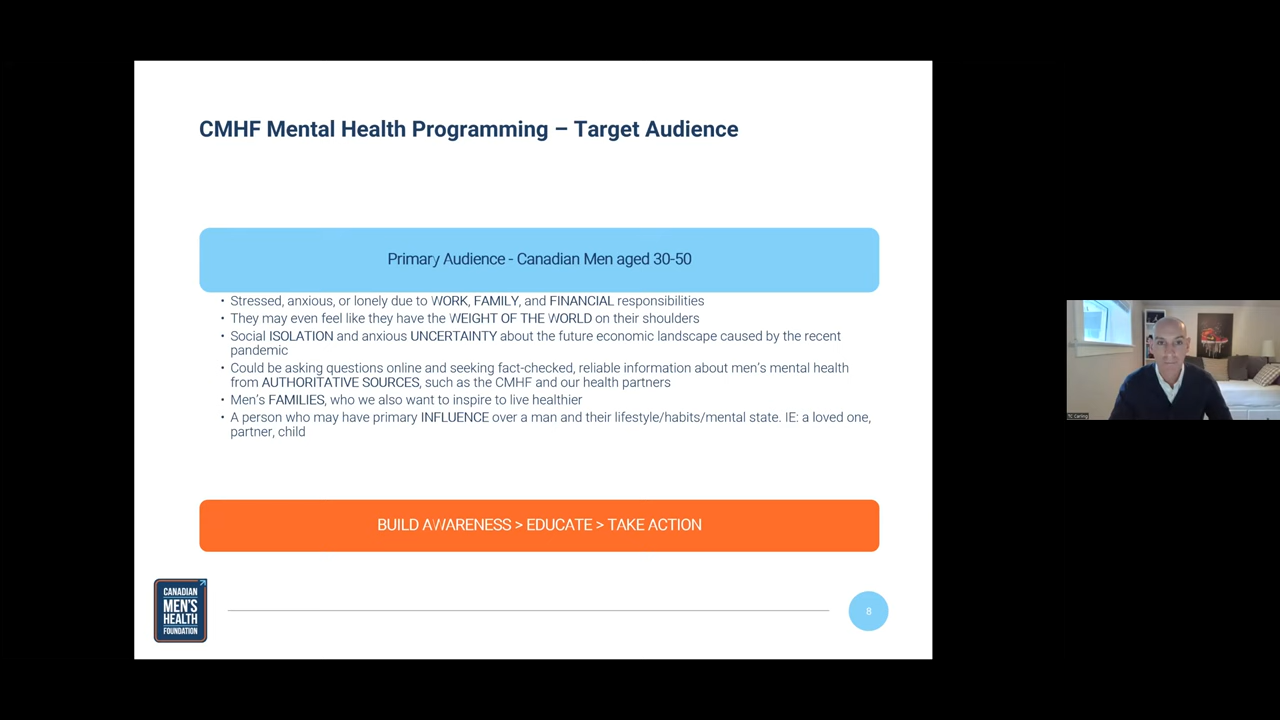 CMHF Mental Health Programming – Target Audience
Primary Audience - Canadian Men aged 30-50
• Stressed, anxious, or lonely due to WORK, FAMILY, and FINANCIAL responsibilities
• They may even feel like they have the WEIGHT OF THE WORLD on their shoulders
• Social ISOLATION and anxious UNCERTAINTY about the future economic landscape caused by the recent
pandemic
• Could be asking questions online and seeking fact-checked, reliable information about men's mental health
from AUTHORITATIVE SOURCES, such as the CMHF and our health partners
• Men's FAMILIES, who we also want to inspire to live healthier
• A person who may have primary INFLUENCE over a man and their lifestyle/habits/mental state. IE: a loved one,
partner, child
BUILD AWARENESS > EDUCATE > TAKE ACTION
CANADIAN
MEN'S
HEALTH
FOUNDATION
8
TC Carling